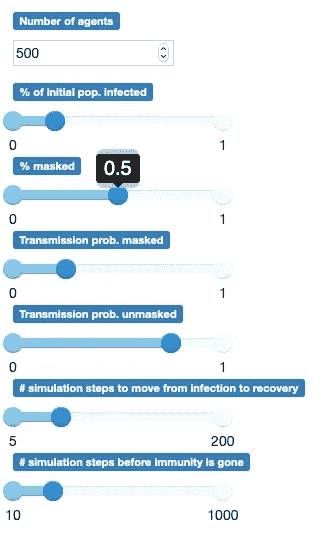 Number of agents
500
% of initial pop. infected
0 1
% masked
0.5
0 1
Transmission prob. masked
0 1
Transmission prob. unmasked
0 1
# simulation steps to move from infection to recovery
5 200
# simulation steps before immunity is gone
10 1000